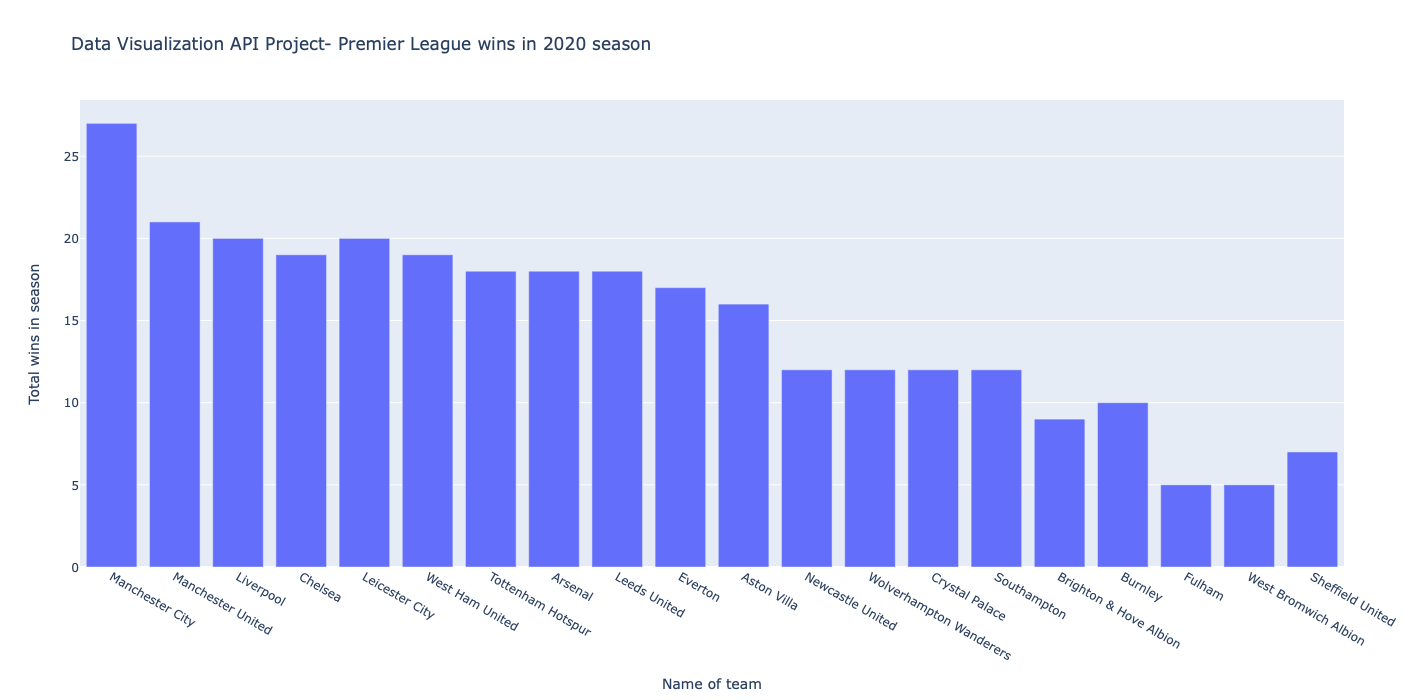 Data Visualization API Project- Premier League wins in 2020 season
Total wins in season
25
20
15
10
5
0
Manchester City
Manchester United
Liverpool
Chelsea
Leicester City
West Ham United
Tottenham Hotspur
Arsenal
Leeds United
Everton
Aston Villa
Newcastle United
Wolverhampton Wanderers
Crystal Palace
Southampton
Brighton & Hove Albion
Burnley
Fulham
West Bromwich Albion
Sheffield United
Name of team